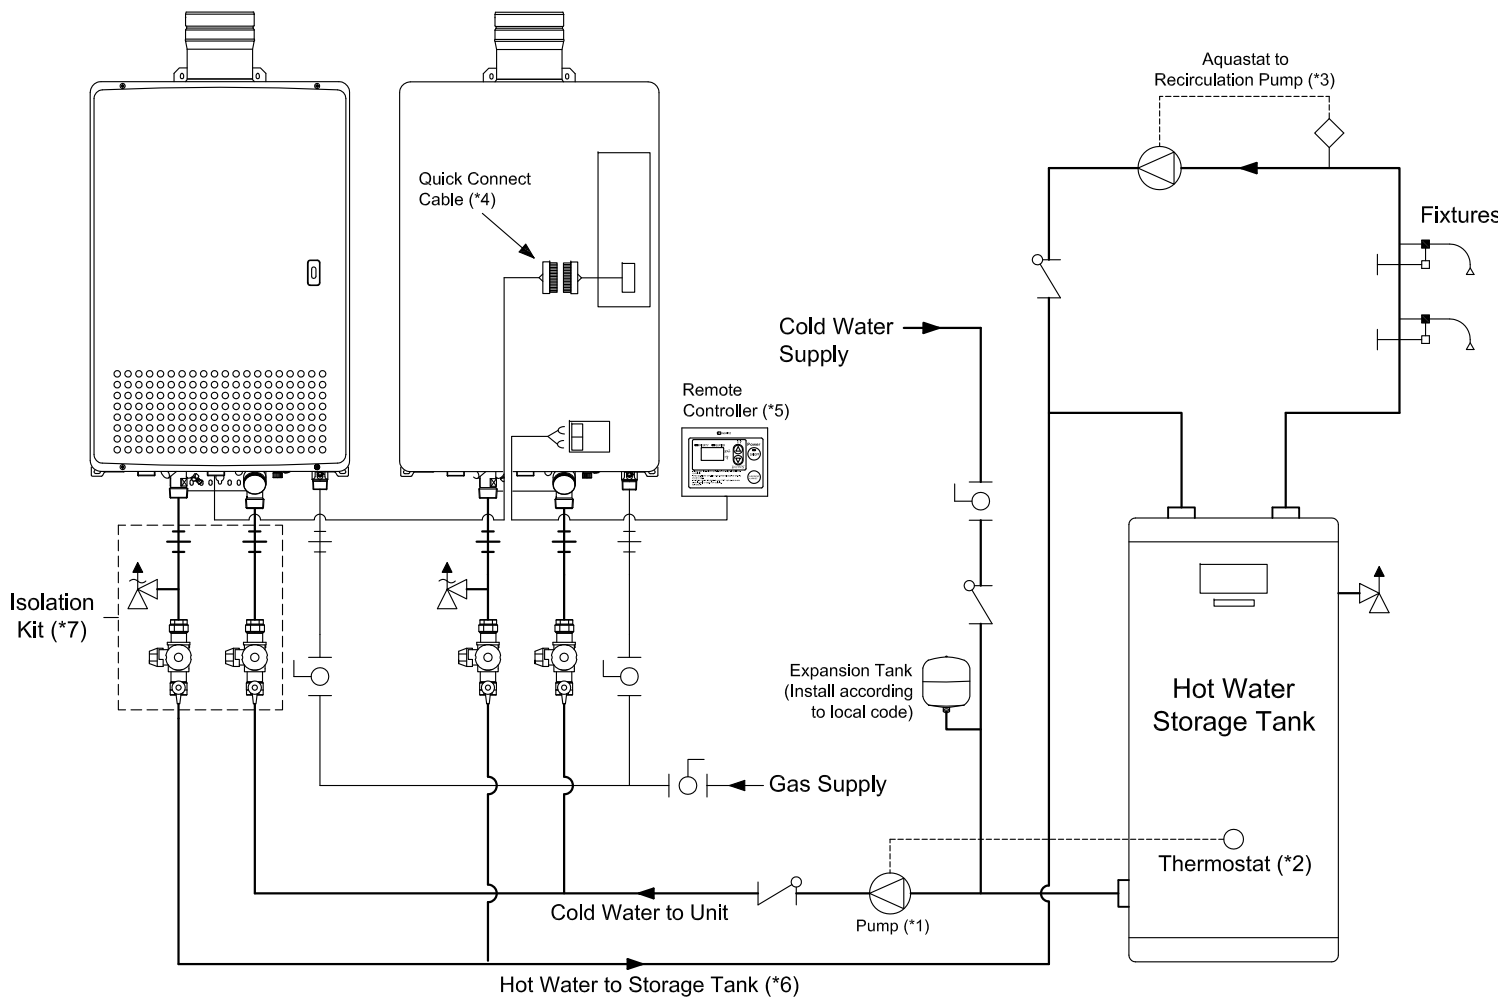 Aquastat to
Recirculation Pump (*3)
Quick Connect
Cable (*4)
Fixtures
Cold Water
Supply
Remote
Controller (*5)
Power
Isolation
Kit (*7)
Expansion Tank
(Install according
to local code)
Hot Water
Storage Tank
Gas Supply
Thermostat (*2)
Cold Water to Unit
Pump (*1)
Hot Water to Storage Tank (*6)